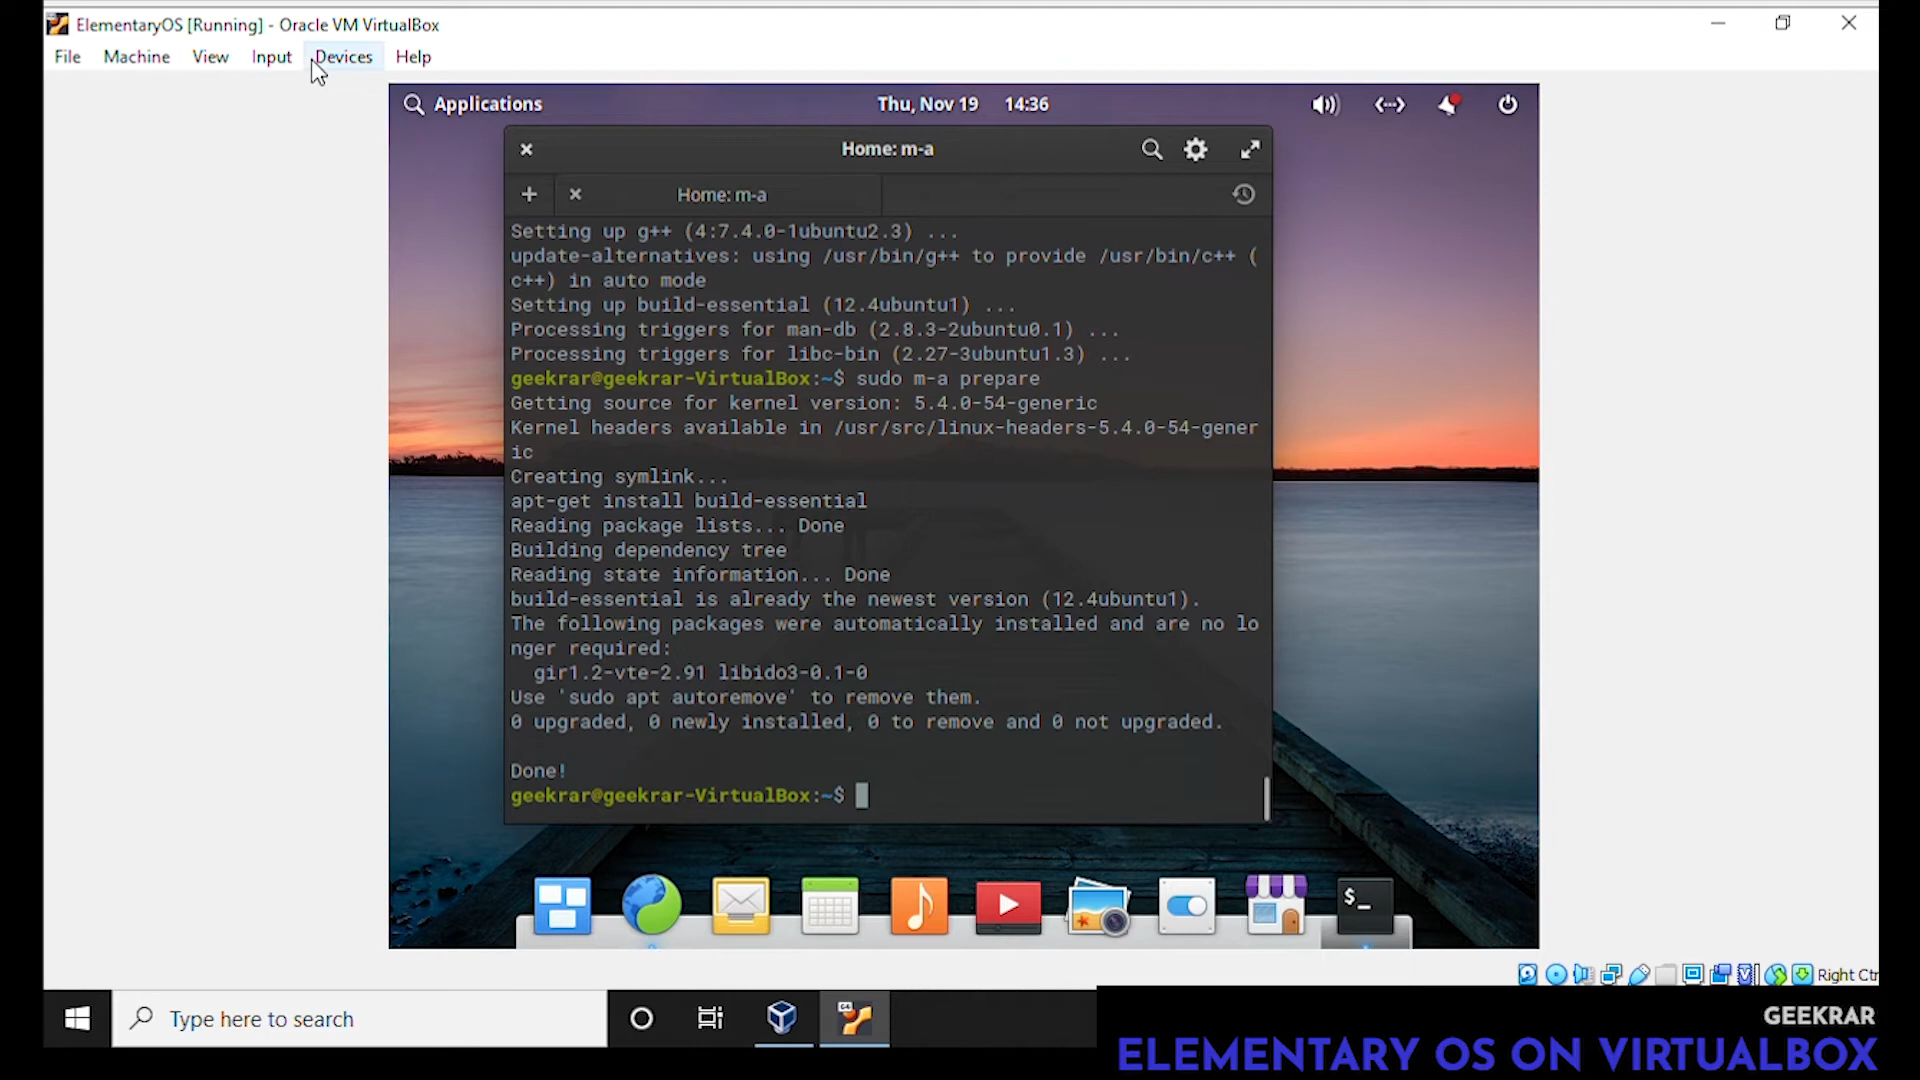 ElementaryOS [Running] - Oracle VM VirtualBox
File Machine View Input Devices Help
Applications Thu, Nov 19 14:36
Home: m-a
Home: m-a
Setting up g++ (4:7.4.0-1ubuntu2.3) ...
update-alternatives: using /usr/bin/g++ to provide /usr/bin/c++ (
c++) in auto mode
Setting up build-essential (12.4ubuntu1) ...
Processing triggers for man-db (2.8.3-2ubuntu0.1) ...
Processing triggers for libc-bin (2.27-3ubuntu1.3) ...
geekrar@geekrar-VirtualBox:~$ sudo m-a prepare
Getting source for kernel version: 5.4.0-54-generic
Kernel headers available in /usr/src/linux-headers-5.4.0-54-gener
ic
Creating symlink...
apt-get install build-essential
Reading package lists... Done
Building dependency tree
Reading state information... Done
build-essential is already the newest version (12.4ubuntu1).
The following packages were automatically installed and are no lo
nger required:
gir1.2-vte-2.91 libido3-0.1-0
Use 'sudo apt autoremove' to remove them.
0 upgraded, 0 newly installed, 0 to remove and 0 not upgraded.
Done!
geekrar@geekrar-VirtualBox:~$
$_
Right Ctr
Type here to search
GEEKRAR
ELEMENTARY OS ON VIRTUALBOX